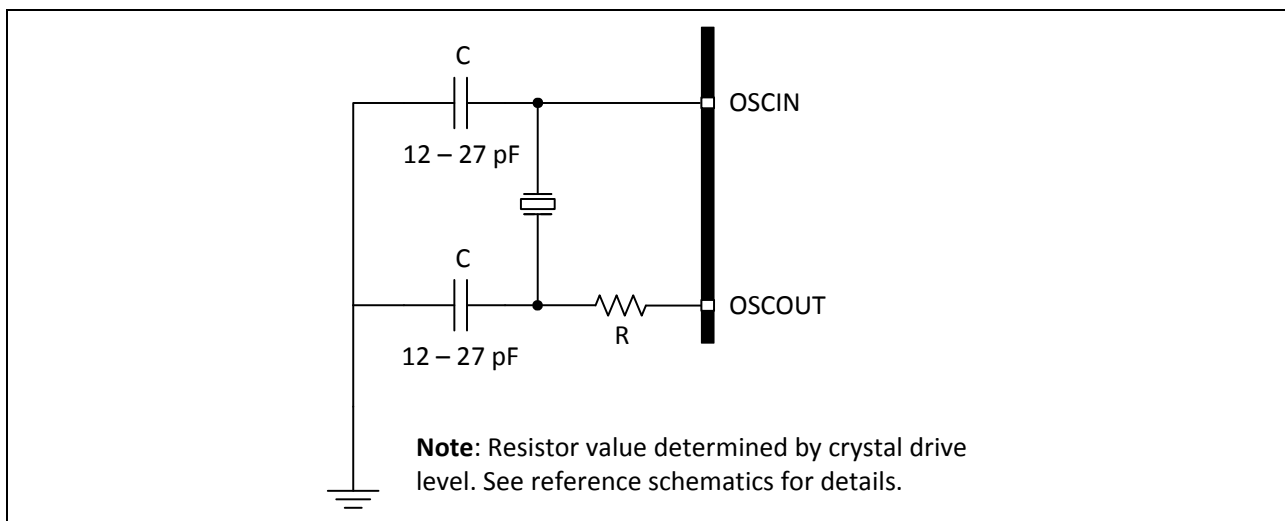 C
OSCIN
12 – 27 pF
C
OSCOUT
R
12 – 27 pF
Note: Resistor value determined by crystal drive
level. See reference schematics for details.